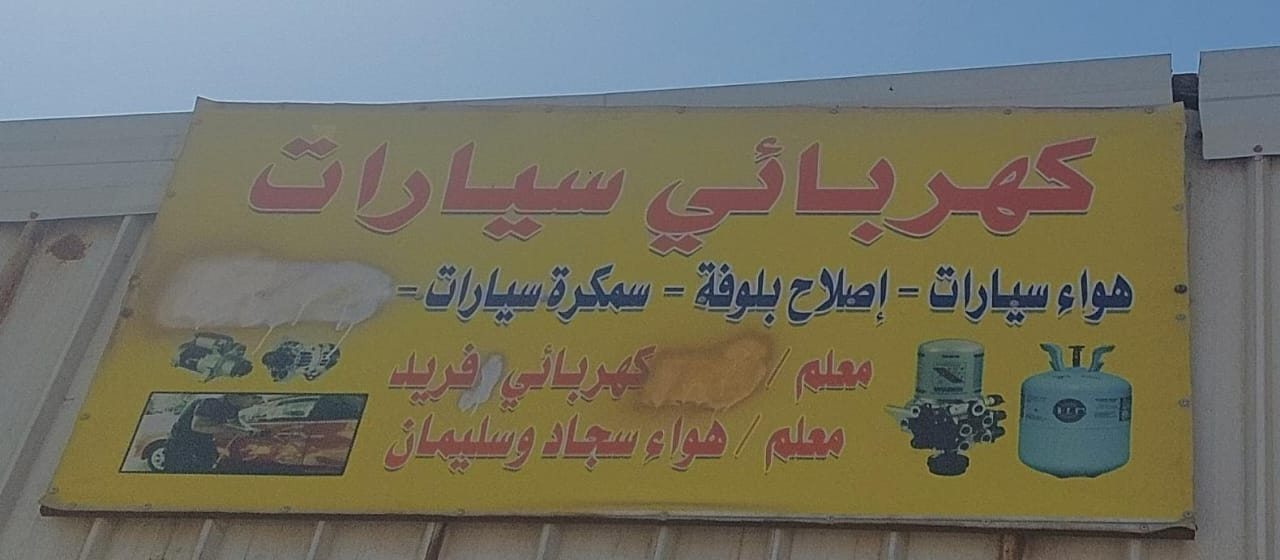 كهربائي سيارات
هواء سيارات - إصلاح بلوفة - سمكرة سيارات -
معلم / كهربائي فريد
معلم / هواء سجاد وسليمان